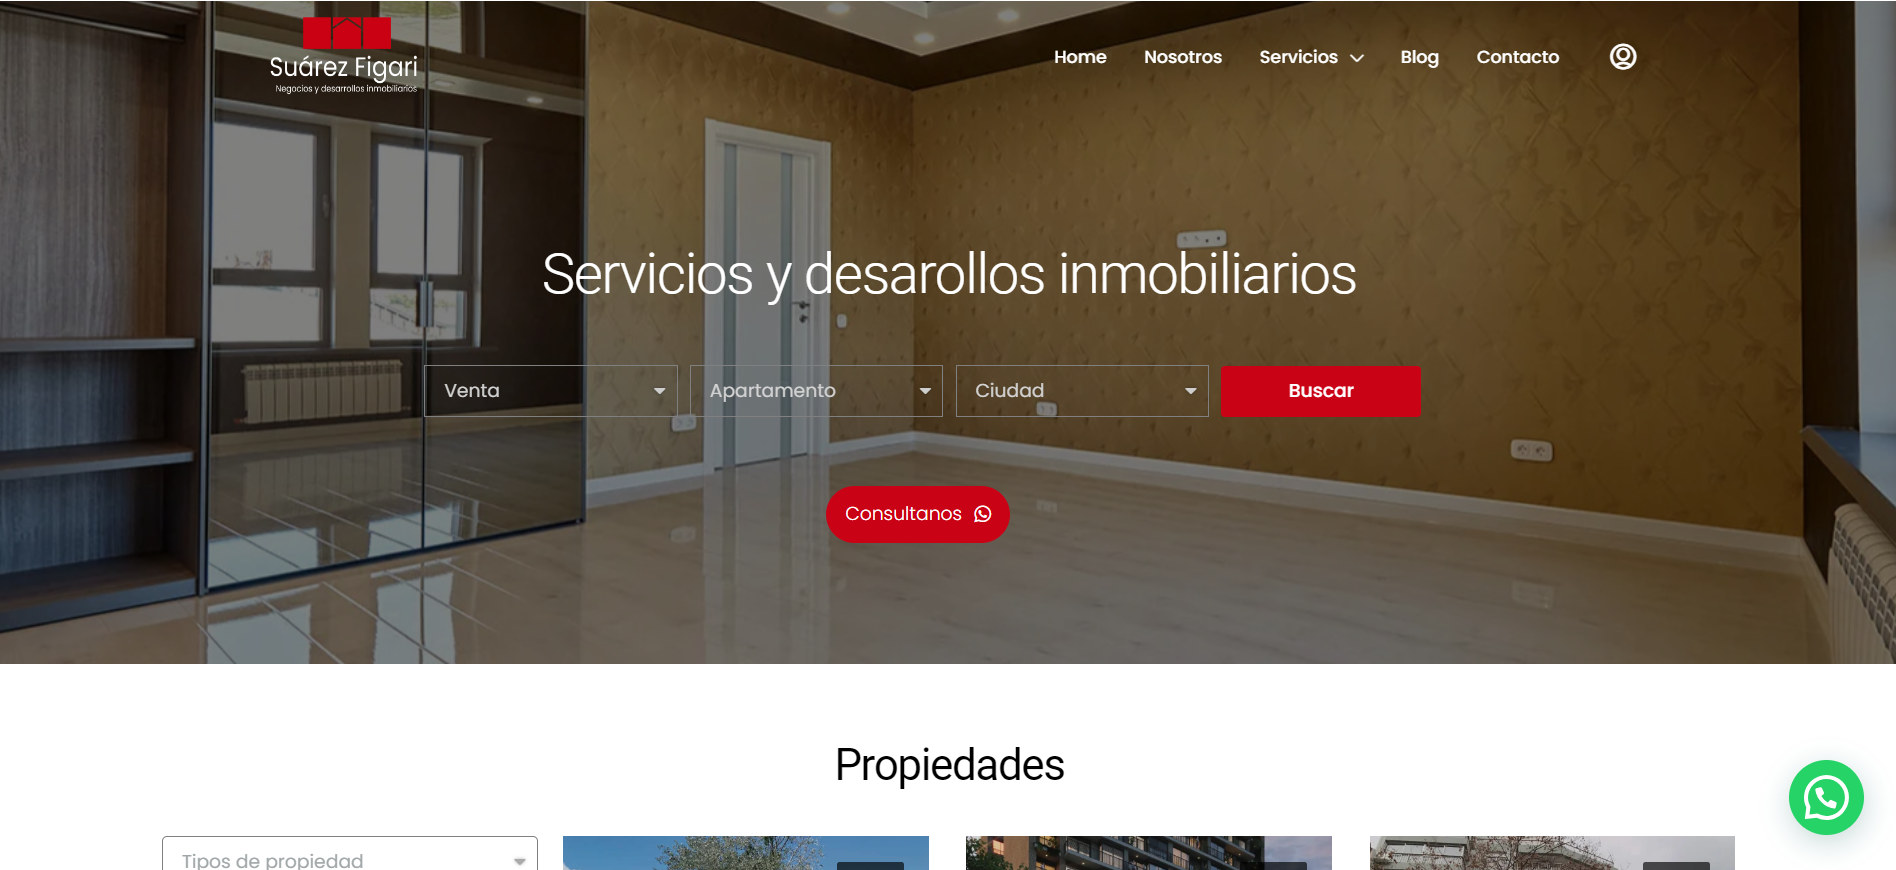 Suárez Figari
Negocios y desarrollos inmobiliarios
Home Nosotros Servicios Blog Contacto
Servicios y desarollos inmobiliarios
Venta Apartamento Ciudad Buscar
Consultanos
Propiedades
Tipos de propiedad